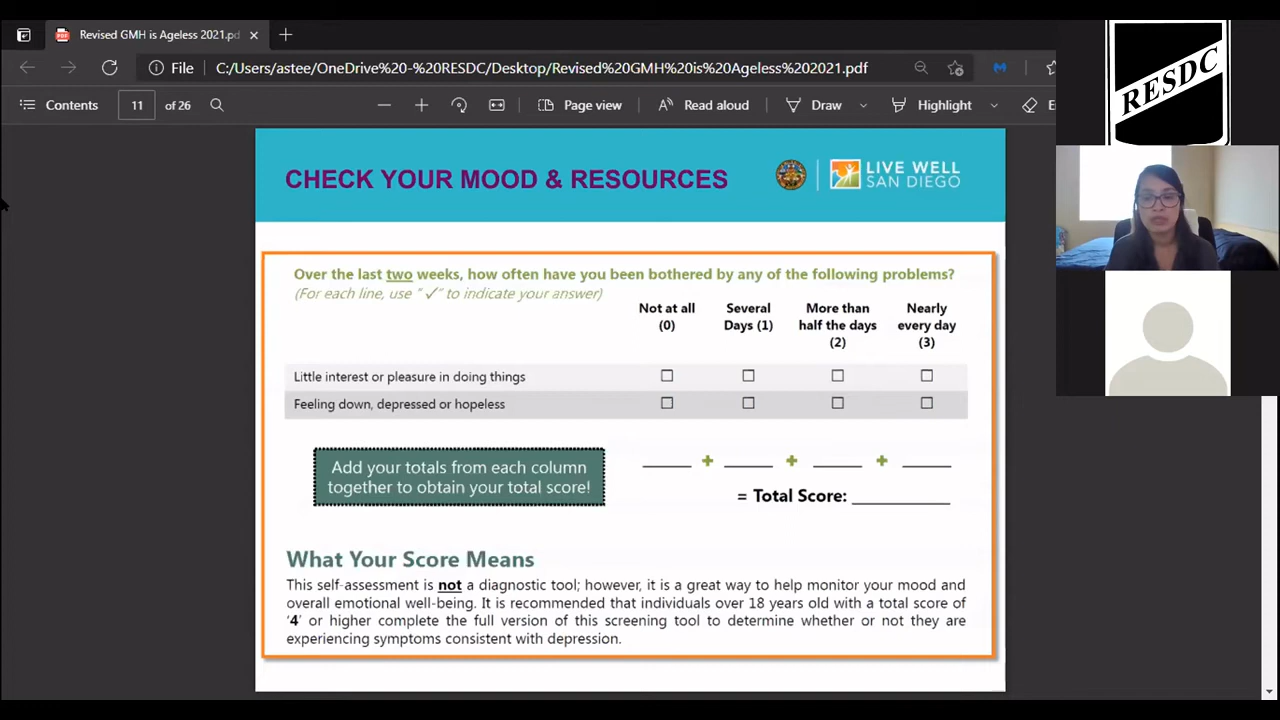 Revised GMH is Ageless 2021.pd
File
C:/Users/astee/OneDrive%20-%20RESDC/Desktop/Revised%20GMH%20is%20Ageless%202021.pdf
Contents
11
of 26
Page view
Read aloud
Draw
Highlight
RESDC
CHECK YOUR MOOD & RESOURCES
LIVE WELL
SAN DIEGO
Over the last two weeks, how often have you been bothered by any of the following problems?
(For each line, use "✓" to indicate your answer)
Not at all (0)
Several Days (1)
More than half the days (2)
Nearly every day (3)
Little interest or pleasure in doing things
Feeling down, depressed or hopeless
Add your totals from each column
together to obtain your total score!
+ + +
= Total Score:
What Your Score Means
This self-assessment is not a diagnostic tool; however, it is a great way to help monitor your mood and
overall emotional well-being. It is recommended that individuals over 18 years old with a total score of
'4' or higher complete the full version of this screening tool to determine whether or not they are
experiencing symptoms consistent with depression.